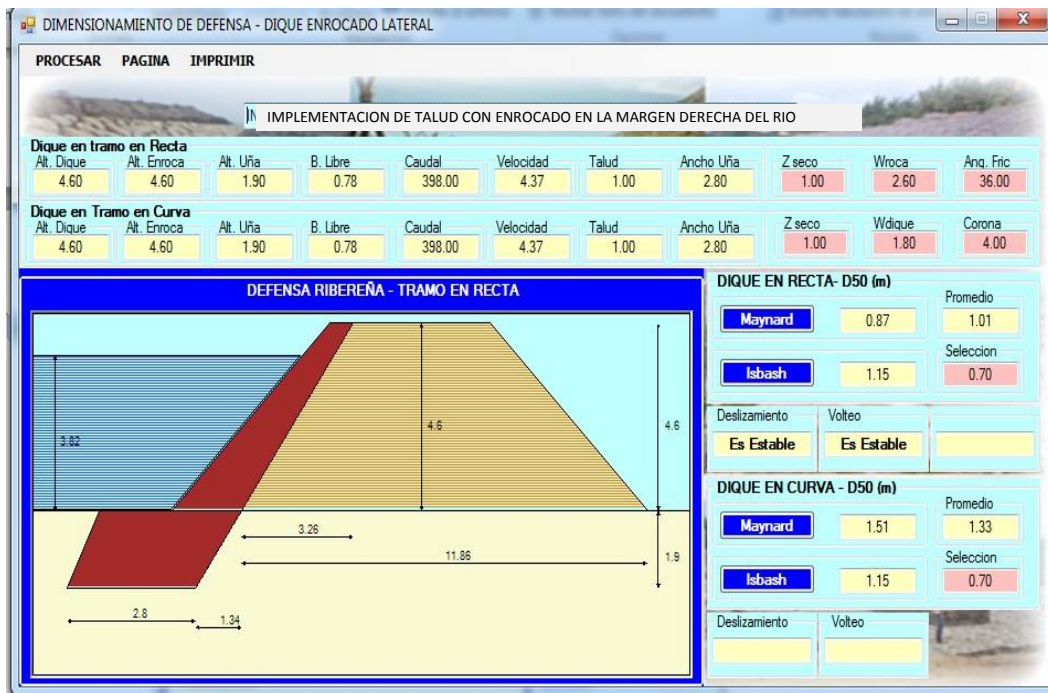 DIMENSIONAMIENTO DE DEFENSA - DIQUE ENROCADO LATERAL
X
PROCESAR PAGINA IMPRIMIR
IMPLEMENTACION DE TALUD CON ENROCADO EN LA MARGEN DERECHA DEL RIO
Dique en tramo en Recta
Alt. Dique Alt. Enroca Alt. Uña B. Libre Caudal Velocidad Talud Ancho Uña Z seco Wroca Ang. Fric
4.60 4.60 1.90 0.78 398.00 4.37 1.00 2.80 1.00 2.60 36.00
Dique en Tramo en Curva
Alt. Dique Alt. Enroca Alt. Uña B. Libre Caudal Velocidad Talud Ancho Uña Z seco Wdique Corona
4.60 4.60 1.90 0.78 398.00 4.37 1.00 2.80 1.00 1.80 4.00
DEFENSA RIBEREÑA - TRAMO EN RECTA
3.82
4.6
4.6
3.26
11.86
1.9
2.8
1.34
DIQUE EN RECTA- D50 (m)
Promedio
Maynard 0.87 1.01
Seleccion
Isbash 1.15 0.70
Deslizamiento Volteo
Es Estable Es Estable
DIQUE EN CURVA - D50 (m)
Promedio
Maynard 1.51 1.33
Seleccion
Isbash 1.15 0.70
Deslizamiento Volteo